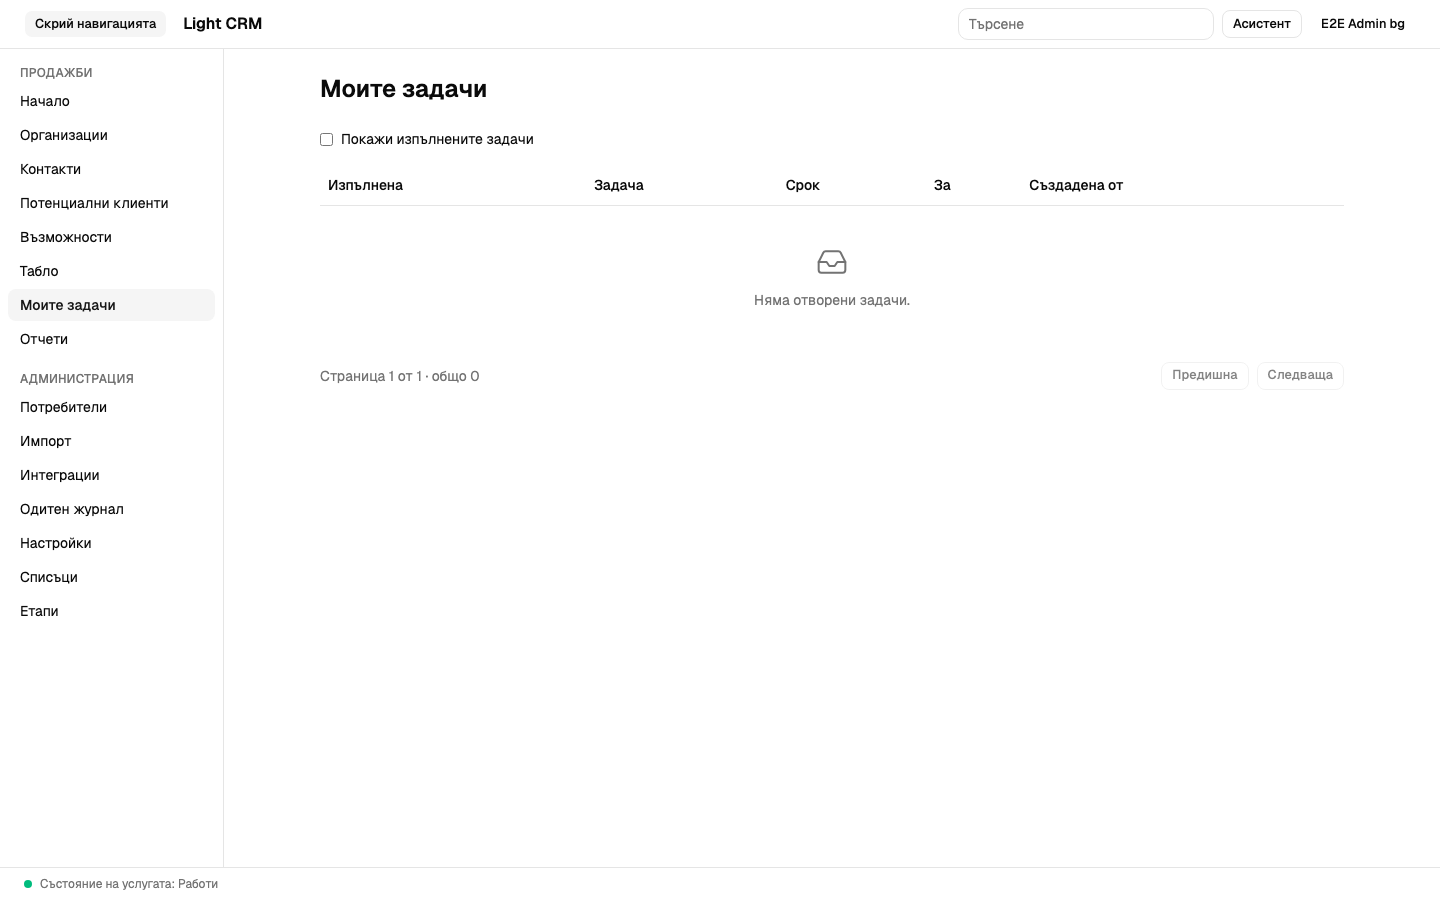 Скрий навигацията
Light CRM
Търсене
Асистент
E2E Admin bg
ПРОДАЖБИ
Начало
Организации
Контакти
Потенциални клиенти
Възможности
Табло
Моите задачи
Отчети
АДМИНИСТРАЦИЯ
Потребители
Импорт
Интеграции
Одитен журнал
Настройки
Списъци
Етапи
Моите задачи
Покажи изпълнените задачи
Изпълнена Задача Срок За Създадена от
Няма отворени задачи.
Страница 1 от 1 · общо 0
Предишна
Следваща
Състояние на услугата: Работи